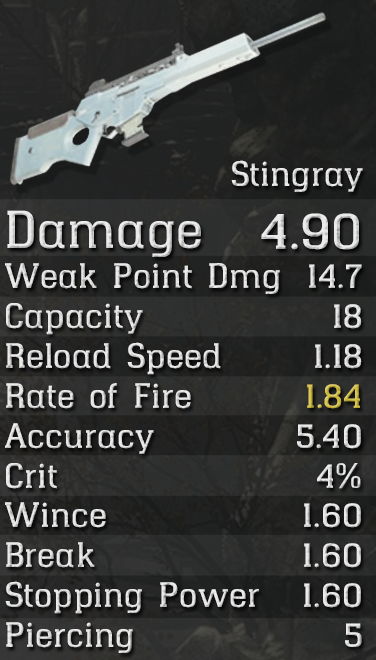 Stingray
Damage 4.90
Weak Point Dmg 14.7
Capacity 18
Reload Speed 1.18
Rate of Fire 1.84
Accuracy 5.40
Crit 4%
Wince 1.60
Break 1.60
Stopping Power 1.60
Piercing 5